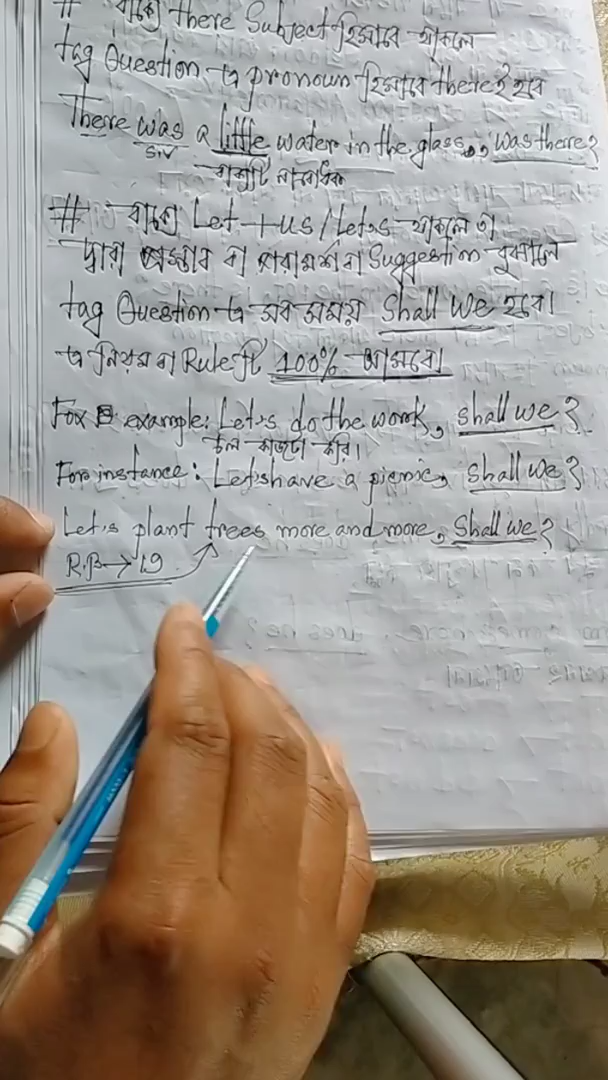 # বাক্যে there Subject হিসাবে থাকলে
tag Question এ pronoun হিসাবে there? হবে
There was a little water in the glass, was there?
S.V
বাক্যটি না বোধক
# বাক্যে Let+us/Let's থাকলে তা
দ্বারা প্রস্তাব বা পরামর্শ বা Suggestion বুঝালে
tag Question এ সব সময় Shall we হবে।
এ নিয়ম বা Rule টি 100% আসবে।
For example: Let's do the work, shall we?
চল কাজটা করি।
For instance: Let's have a picnic, Shall we?
Let's plant trees more and more, Shall we?
R.B→19